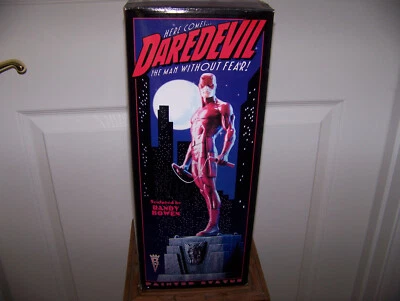 HERE COMES...
DAREDEVIL
THE MAN WITHOUT FEAR!
Sculpted by
RANDY
BOWEN
PAINTED STATUE